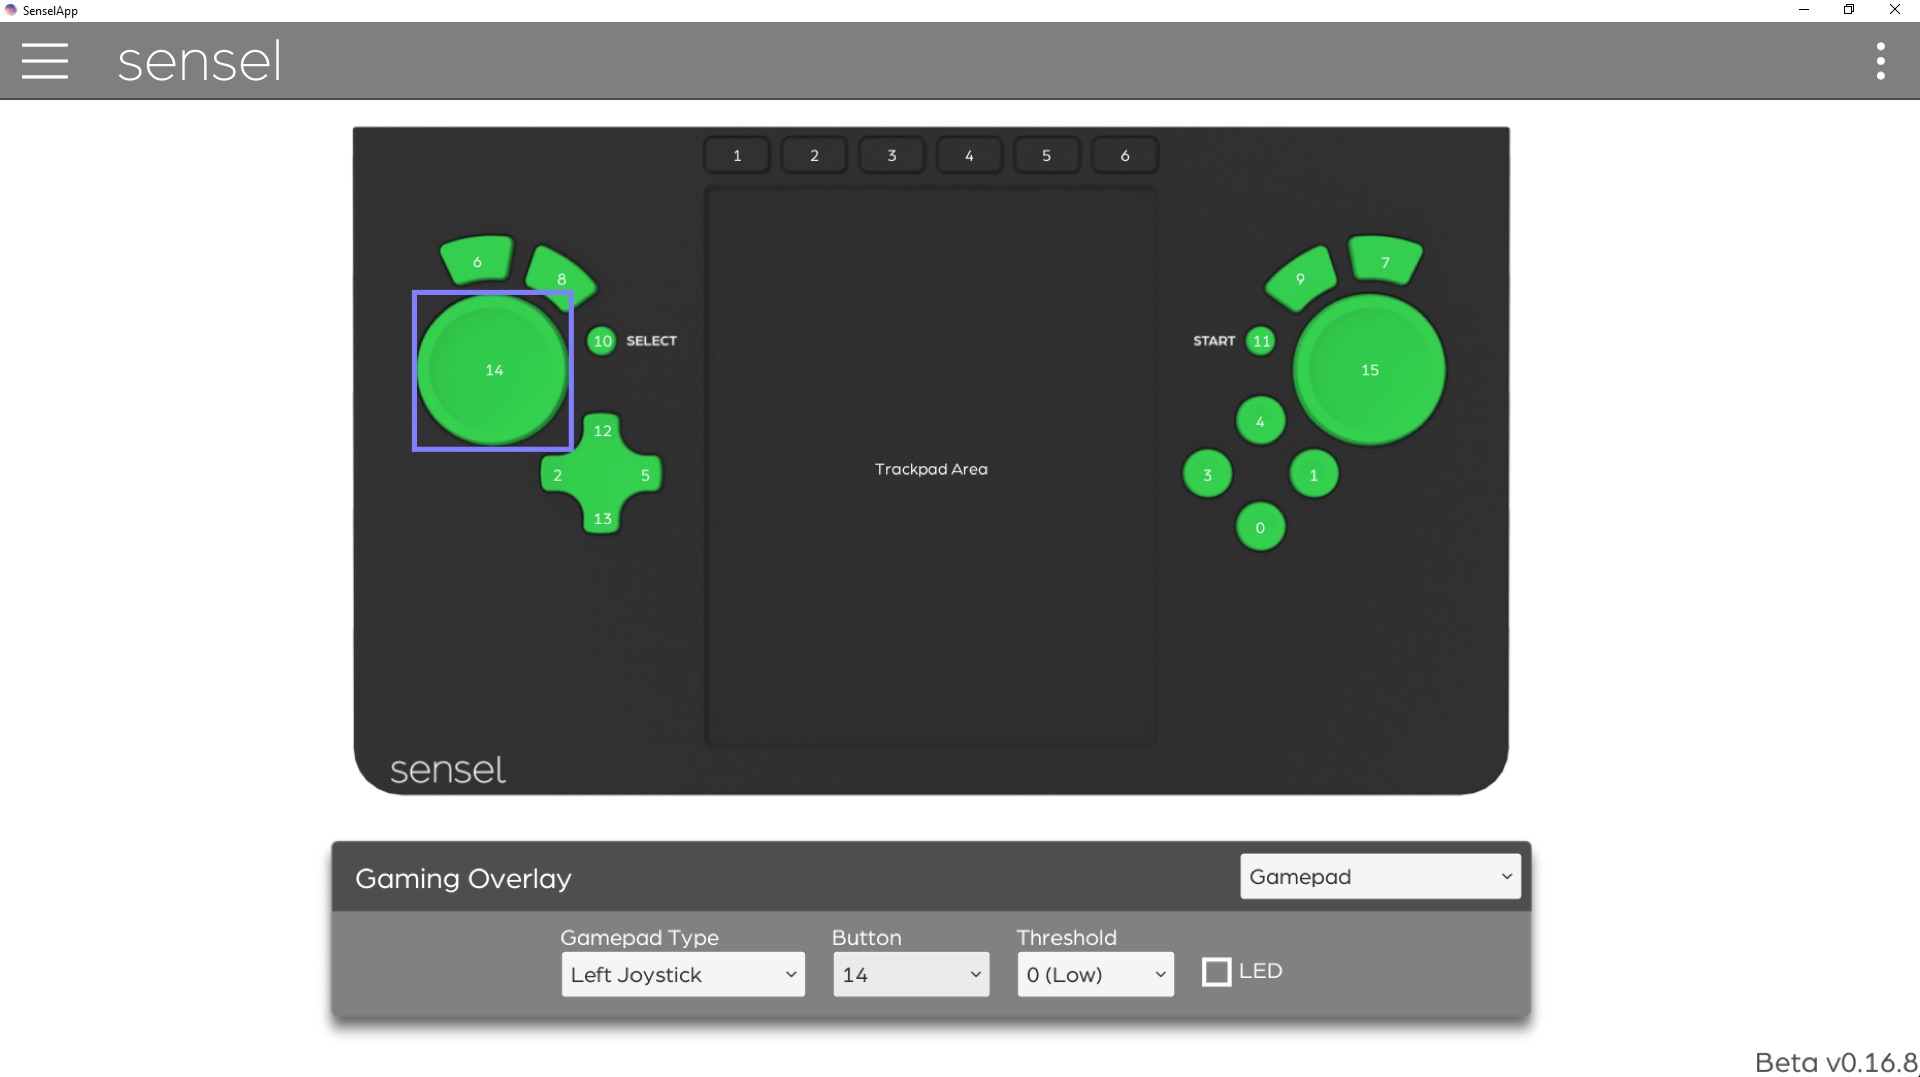 SenselApp
sensel
1 2 3 4 5 6
6 8 9 7
10 SELECT START 11
14 15
12 4
2 5 Trackpad Area 3 1
13 0
sensel
Gaming Overlay Gamepad
Gamepad Type Button Threshold
Left Joystick 14 0 (Low) LED
Beta v0.16.8